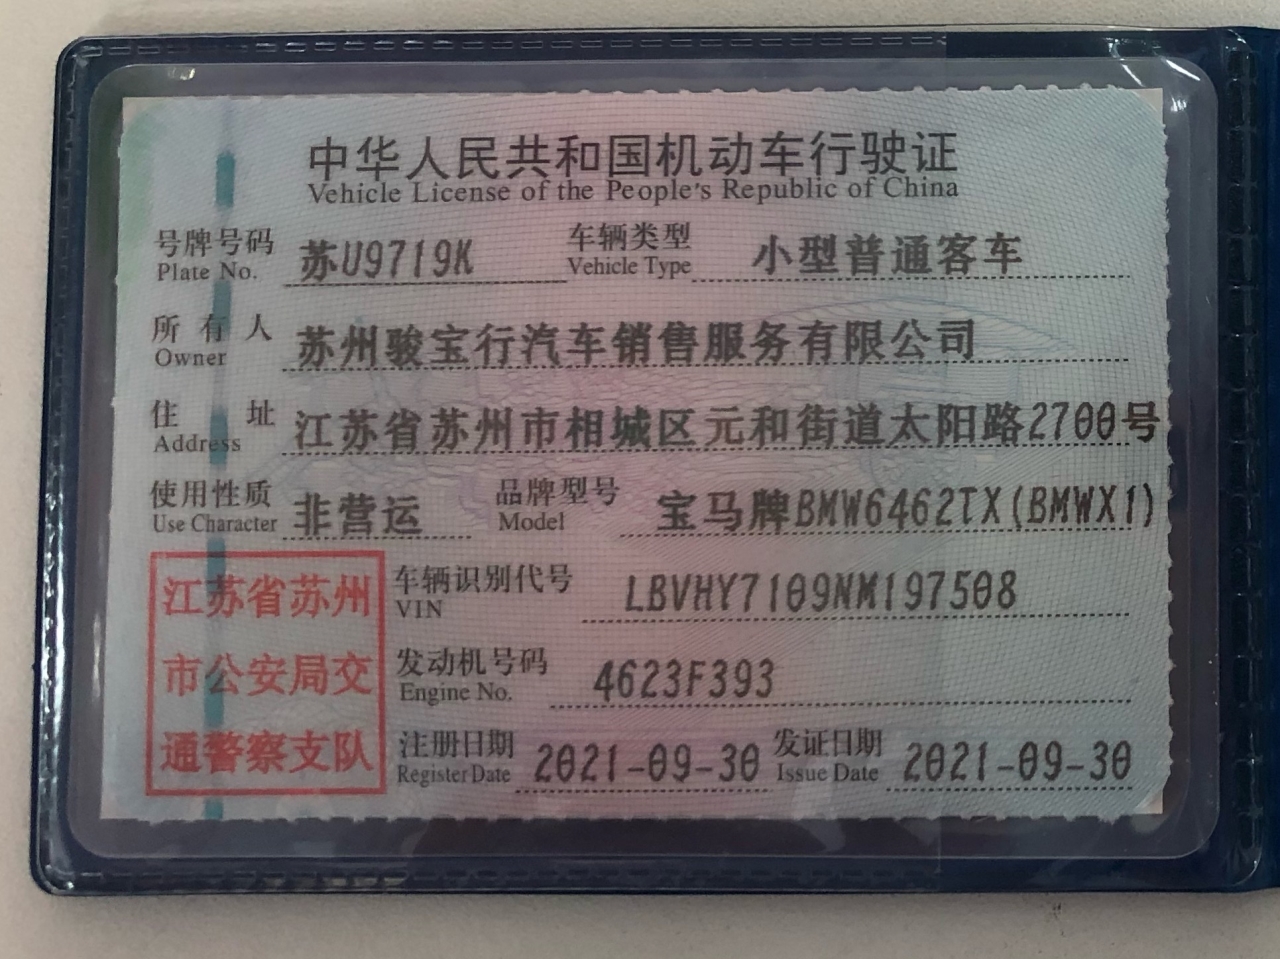 中华人民共和国机动车行驶证
Vehicle License of the People's Republic of China
号牌号码 苏U9719K 车辆类型 小型普通客车
Plate No. Vehicle Type
所有人 苏州骏宝行汽车销售服务有限公司
Owner
住址 江苏省苏州市相城区元和街道太阳路2700号
Address
使用性质 非营运 品牌型号 宝马牌BMW6462TX(BMWX1)
Use Character Model
江苏省苏州
市公安局交
通警察支队
车辆识别代号 LBVHY7109NM197508
VIN
发动机号码 4623F393
Engine No.
注册日期 2021-09-30 发证日期 2021-09-30
Register Date Issue Date